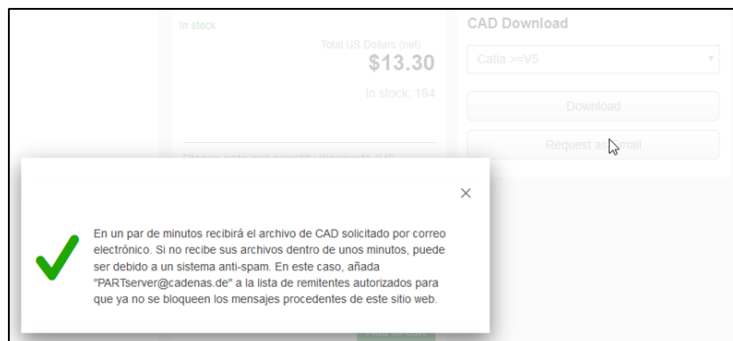 In stock
Total US Dollars (net)
$13.30
In stock: 184
CAD Download
Catia >=V5
Download
Request as Email
×
En un par de minutos recibirá el archivo de CAD solicitado por correo
electrónico. Si no recibe sus archivos dentro de unos minutos, puede
ser debido a un sistema anti-spam. En este caso, añada
"PARTserver@cadenas.de" a la lista de remitentes autorizados para
que ya no se bloqueen los mensajes procedentes de este sitio web.